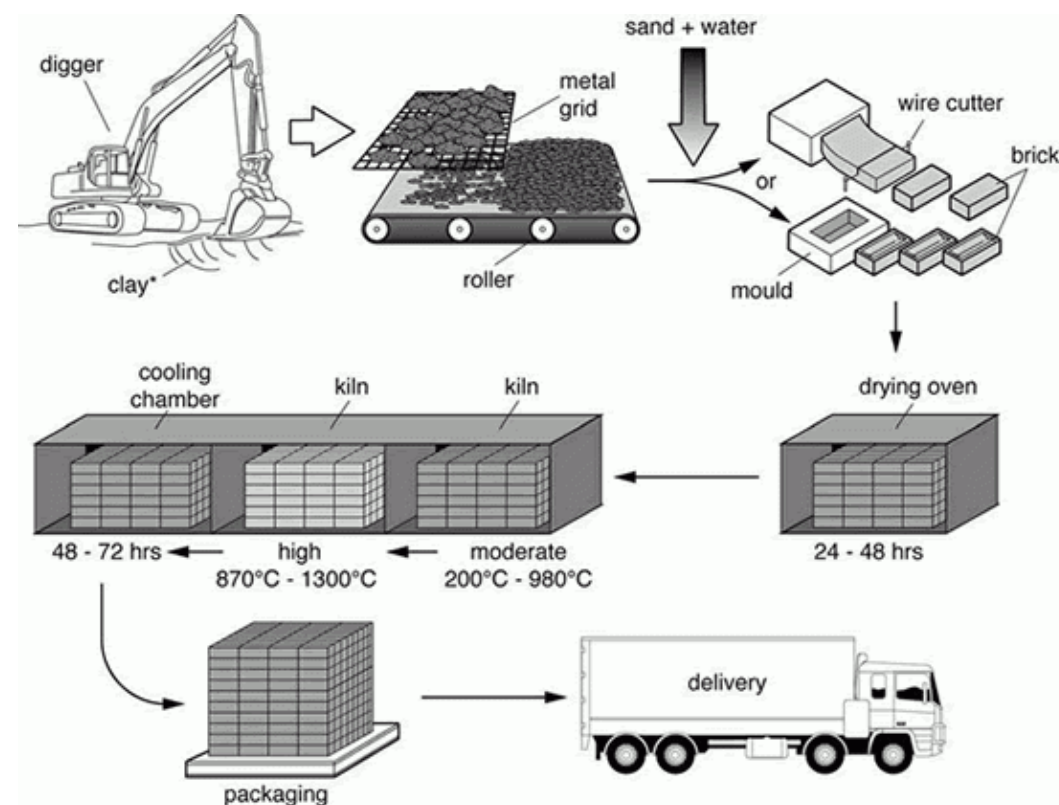 digger
clay*
metal
grid
roller
sand + water
or
wire cutter
brick
mould
drying oven
24 - 48 hrs
kiln
moderate
200°C - 980°C
kiln
high
870°C - 1300°C
cooling
chamber
48 - 72 hrs
packaging
delivery